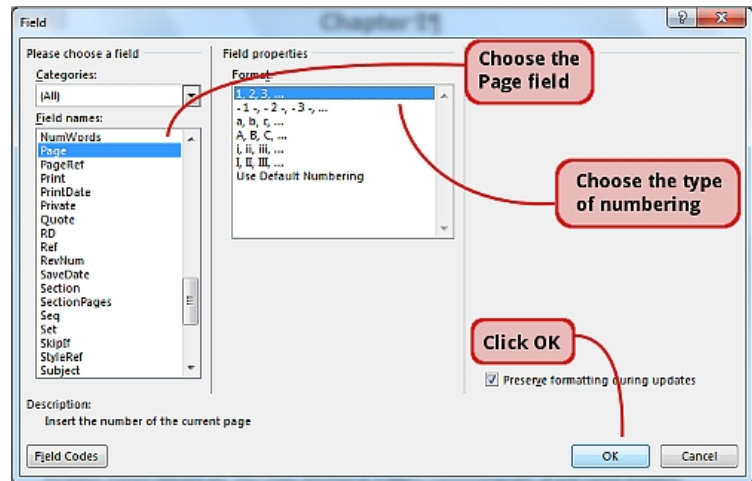 Chapter I¶
Field
?
X
Please choose a field
Categories:
(All)
Field names:
NumWords
Page
PageRef
Print
PrintDate
Private
Quote
RD
Ref
RevNum
SaveDate
Section
SectionPages
Seq
Set
SkipIf
StyleRef
Subject
Field properties
Format:
1, 2, 3, ...
- 1 -, - 2 -, - 3 -, ...
a, b, c, ...
A, B, C, ...
i, ii, iii, ...
I, II, III, ...
Use Default Numbering
Choose the
Page field
Choose the type
of numbering
Click OK
Preserve formatting during updates
Description:
Insert the number of the current page
Field Codes
OK
Cancel